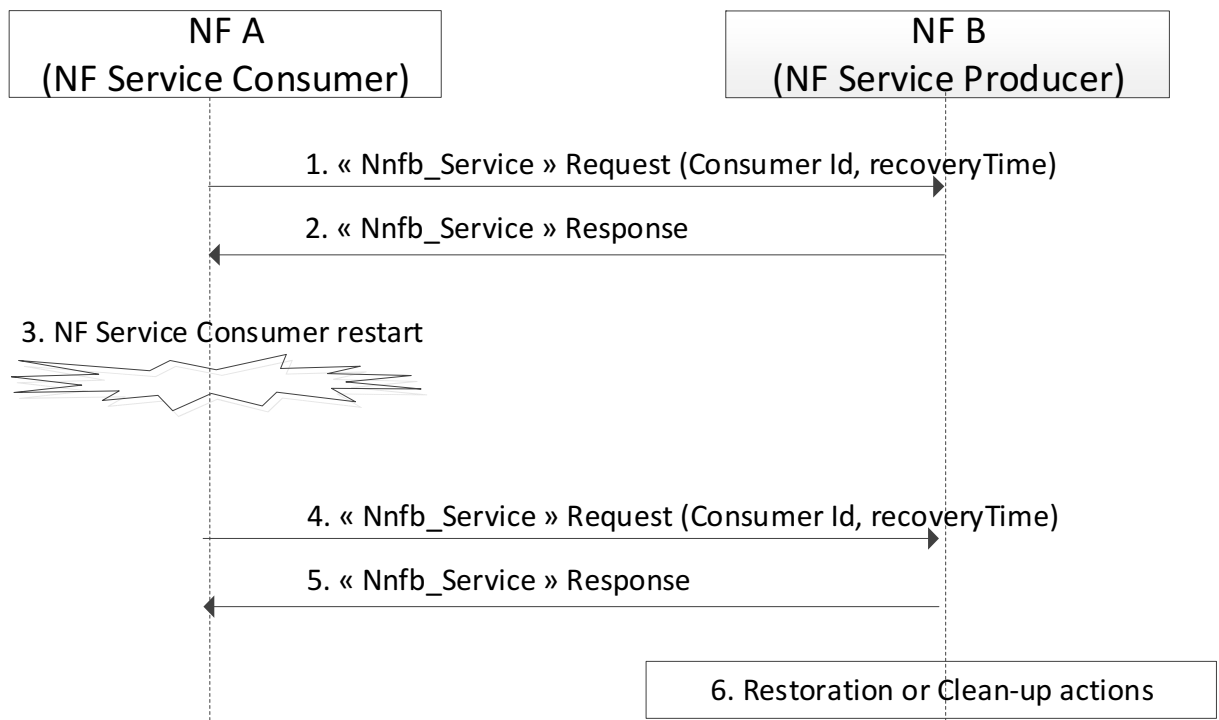 NF A
(NF Service Consumer)
NF B
(NF Service Producer)
1. « Nnfb_Service » Request (Consumer Id, recoveryTime)
2. « Nnfb_Service » Response
3. NF Service Consumer restart
4. « Nnfb_Service » Request (Consumer Id, recoveryTime)
5. « Nnfb_Service » Response
6. Restoration or Clean-up actions